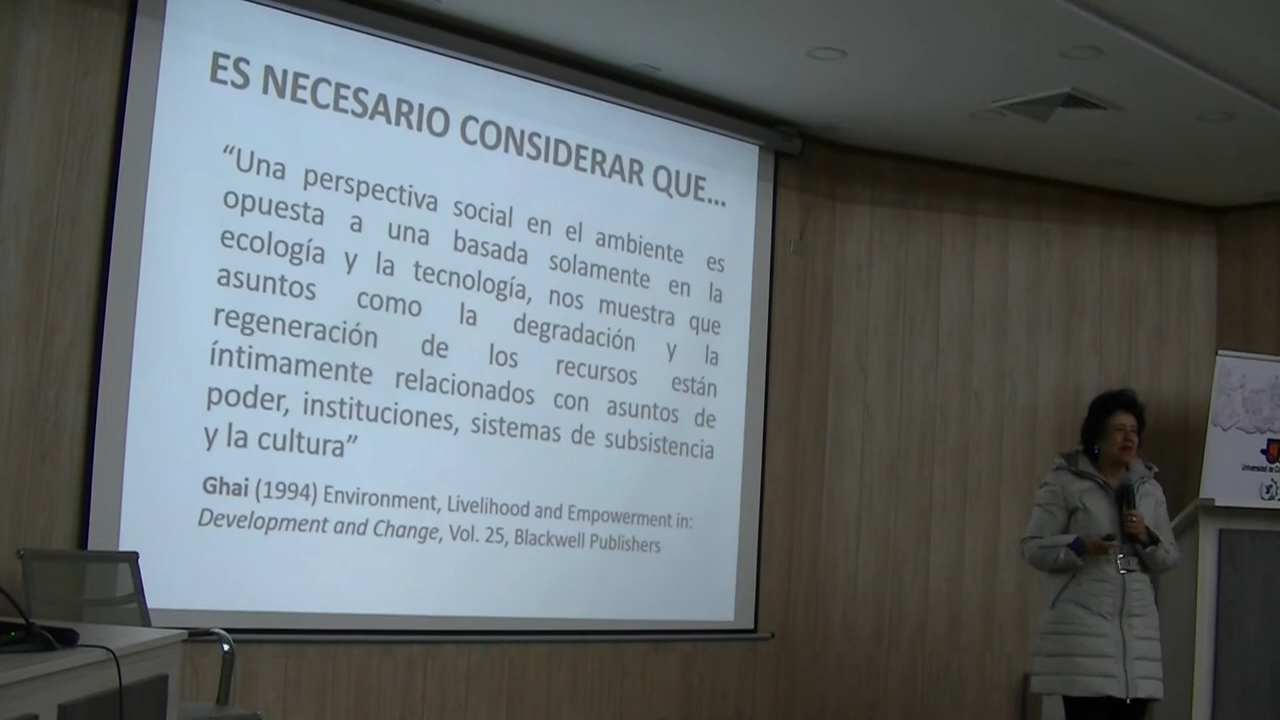 ES NECESARIO CONSIDERAR QUE...
“Una perspectiva social en el ambiente es
opuesta a una basada solamente en la
ecología y la tecnología, nos muestra que
asuntos como la degradación y la
regeneración de los recursos están
íntimamente relacionados con asuntos de
poder, instituciones, sistemas de subsistencia
y la cultura”
Ghai (1994) Environment, Livelihood and Empowerment in:
Development and Change, Vol. 25, Blackwell Publishers
Universidad de